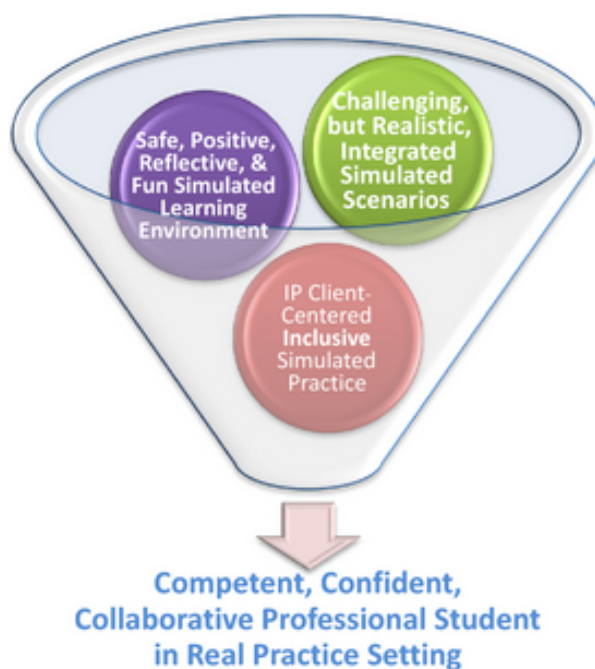 Safe, Positive,
Reflective, &
Fun Simulated
Learning
Environment
Challenging,
but Realistic,
Integrated
Simulated
Scenarios
IP Client-
Centered
Inclusive
Simulated
Practice
Competent, Confident,
Collaborative Professional Student
in Real Practice Setting